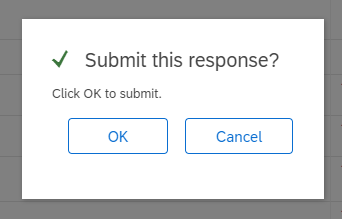 Submit this response?
Click OK to submit.
OK
Cancel